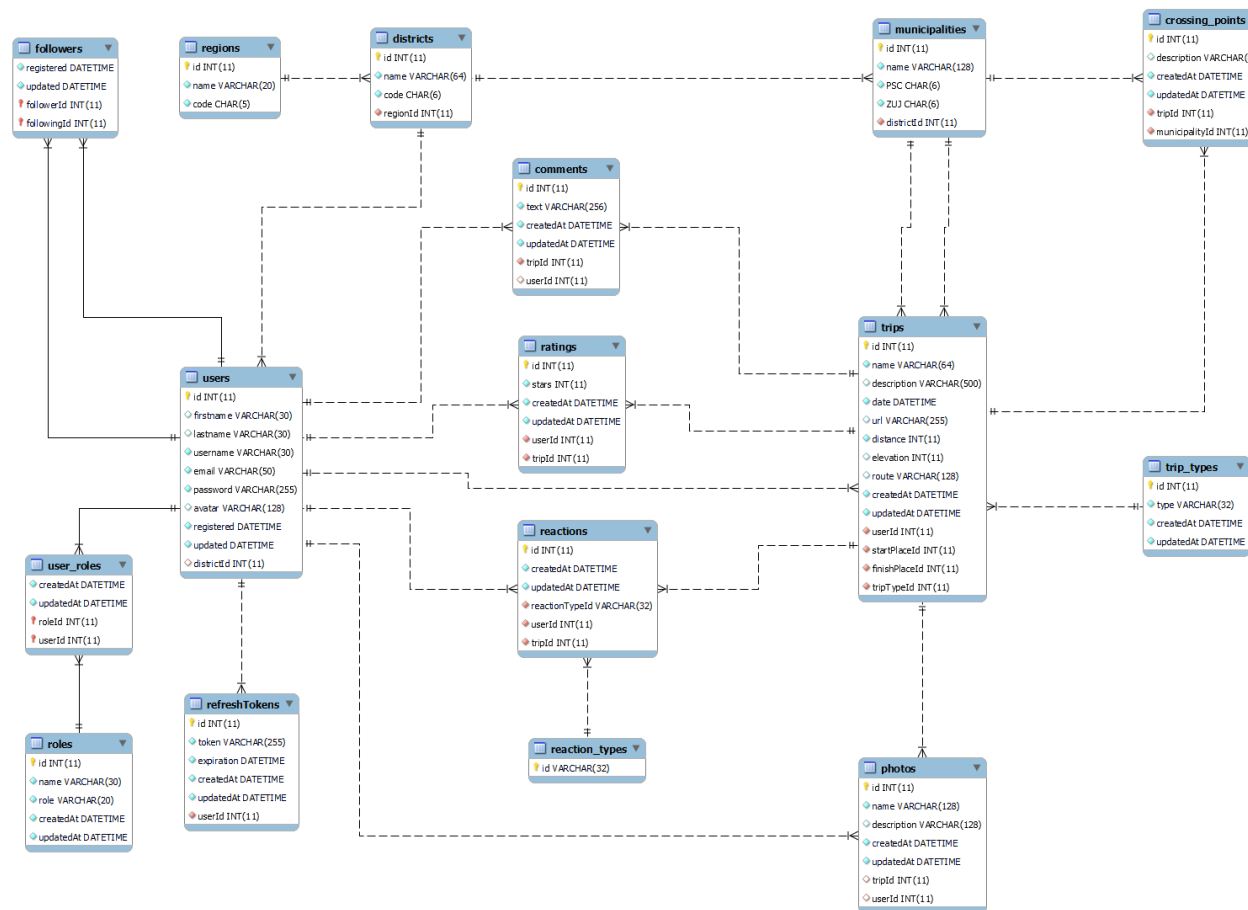 followers
registered DATETIME
updated DATETIME
followerId INT(11)
followingId INT(11)
regions
id INT(11)
name VARCHAR(20)
code CHAR(5)
districts
id INT(11)
name VARCHAR(64)
code CHAR(6)
regionId INT(11)
municipalities
id INT(11)
name VARCHAR(128)
PSC CHAR(6)
ZUJ CHAR(6)
districtId INT(11)
crossing_points
id INT(11)
description VARCHAR(
createdAt DATETIME
updatedAt DATETIME
tripId INT(11)
municipalityId INT(11)
comments
id INT(11)
text VARCHAR(256)
createdAt DATETIME
updatedAt DATETIME
tripId INT(11)
userId INT(11)
ratings
id INT(11)
stars INT(11)
createdAt DATETIME
updatedAt DATETIME
userId INT(11)
tripId INT(11)
trips
id INT(11)
name VARCHAR(64)
description VARCHAR(500)
date DATETIME
url VARCHAR(255)
distance INT(11)
elevation INT(11)
route VARCHAR(128)
createdAt DATETIME
updatedAt DATETIME
userId INT(11)
startPlaceId INT(11)
finishPlaceId INT(11)
tripTypeId INT(11)
users
id INT(11)
firstname VARCHAR(30)
lastname VARCHAR(30)
username VARCHAR(30)
email VARCHAR(50)
password VARCHAR(255)
avatar VARCHAR(128)
registered DATETIME
updated DATETIME
districtId INT(11)
trip_types
id INT(11)
type VARCHAR(32)
createdAt DATETIME
updatedAt DATETIME
reactions
id INT(11)
createdAt DATETIME
updatedAt DATETIME
reactionTypeId VARCHAR(32)
userId INT(11)
tripId INT(11)
user_roles
createdAt DATETIME
updatedAt DATETIME
roleId INT(11)
userId INT(11)
refreshTokens
id INT(11)
token VARCHAR(255)
expiration DATETIME
createdAt DATETIME
updatedAt DATETIME
userId INT(11)
roles
id INT(11)
name VARCHAR(30)
role VARCHAR(20)
createdAt DATETIME
updatedAt DATETIME
reaction_types
id VARCHAR(32)
photos
id INT(11)
name VARCHAR(128)
description VARCHAR(128)
createdAt DATETIME
updatedAt DATETIME
tripId INT(11)
userId INT(11)